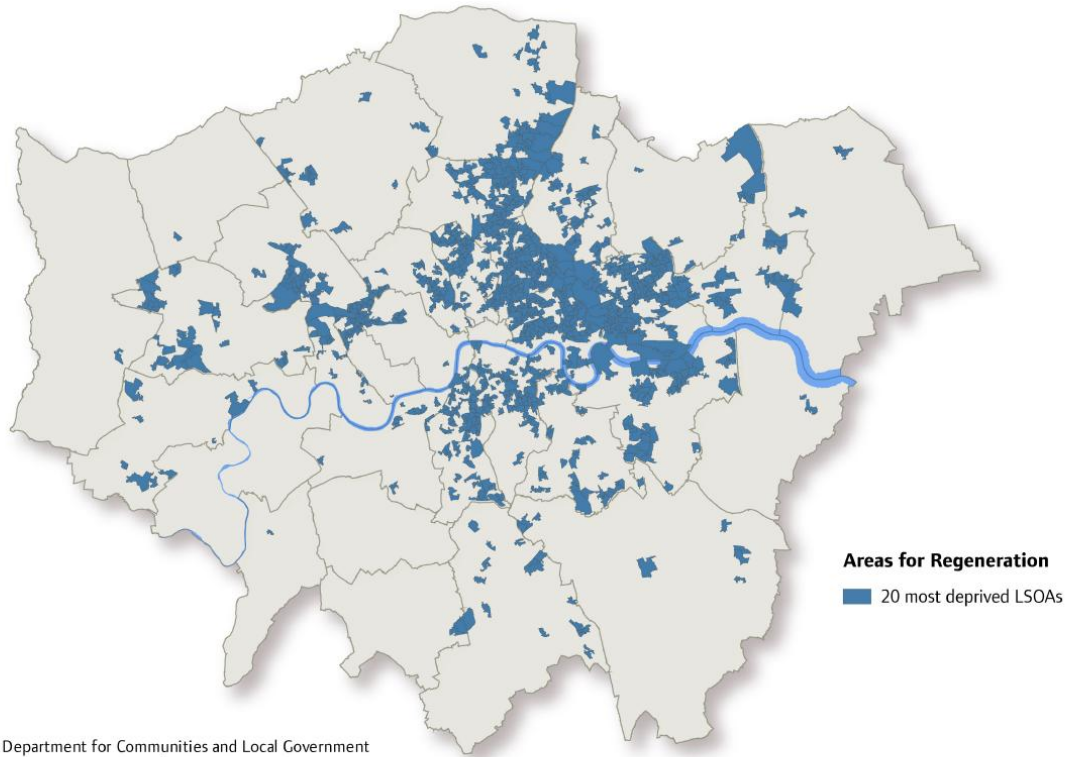 Areas for Regeneration
20 most deprived LSOAs
Department for Communities and Local Government